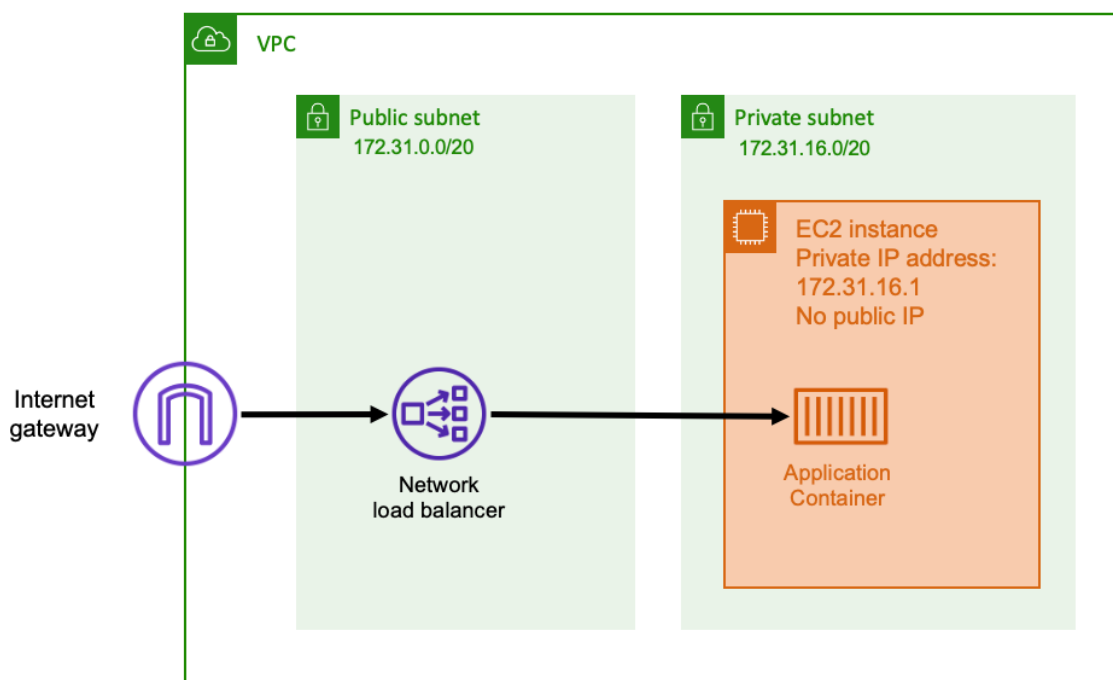 VPC
Public subnet
172.31.0.0/20
Private subnet
172.31.16.0/20
EC2 instance
Private IP address:
172.31.16.1
No public IP
Internet
gateway
Network
load balancer
Application
Container